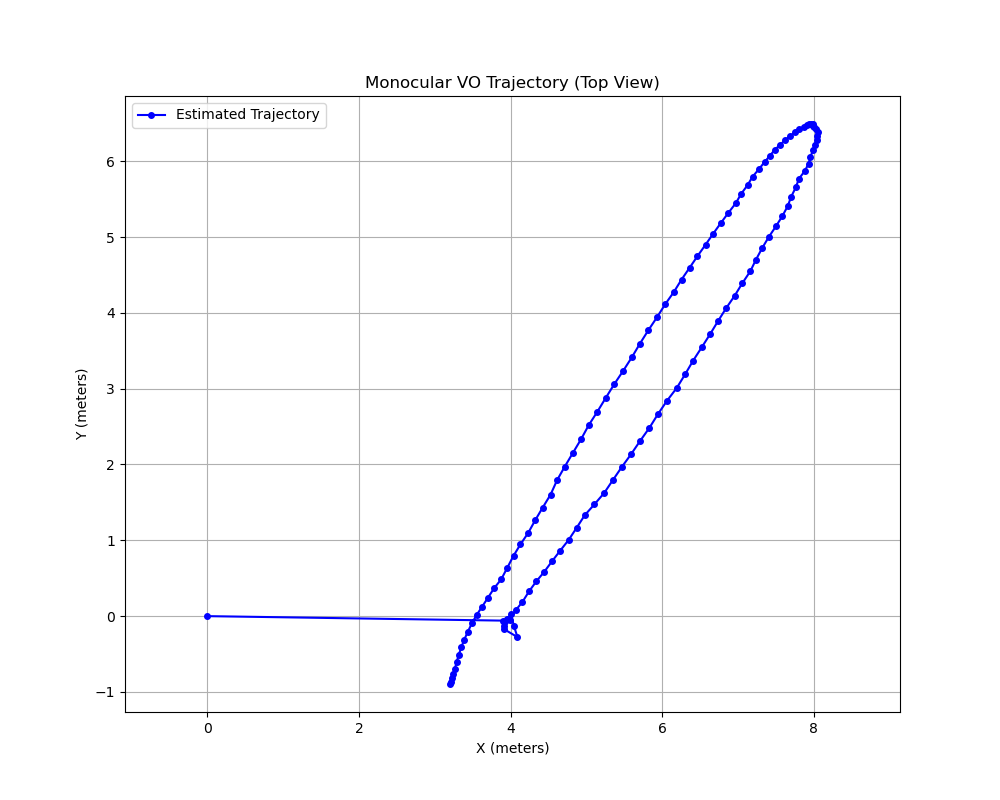 Monocular VO Trajectory (Top View)
Estimated Trajectory
6
5
4
3
2
1
0
−1
Y (meters)
0 2 4 6 8
X (meters)